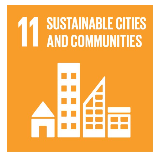 11 SUSTAINABLE CITIES
AND COMMUNITIES